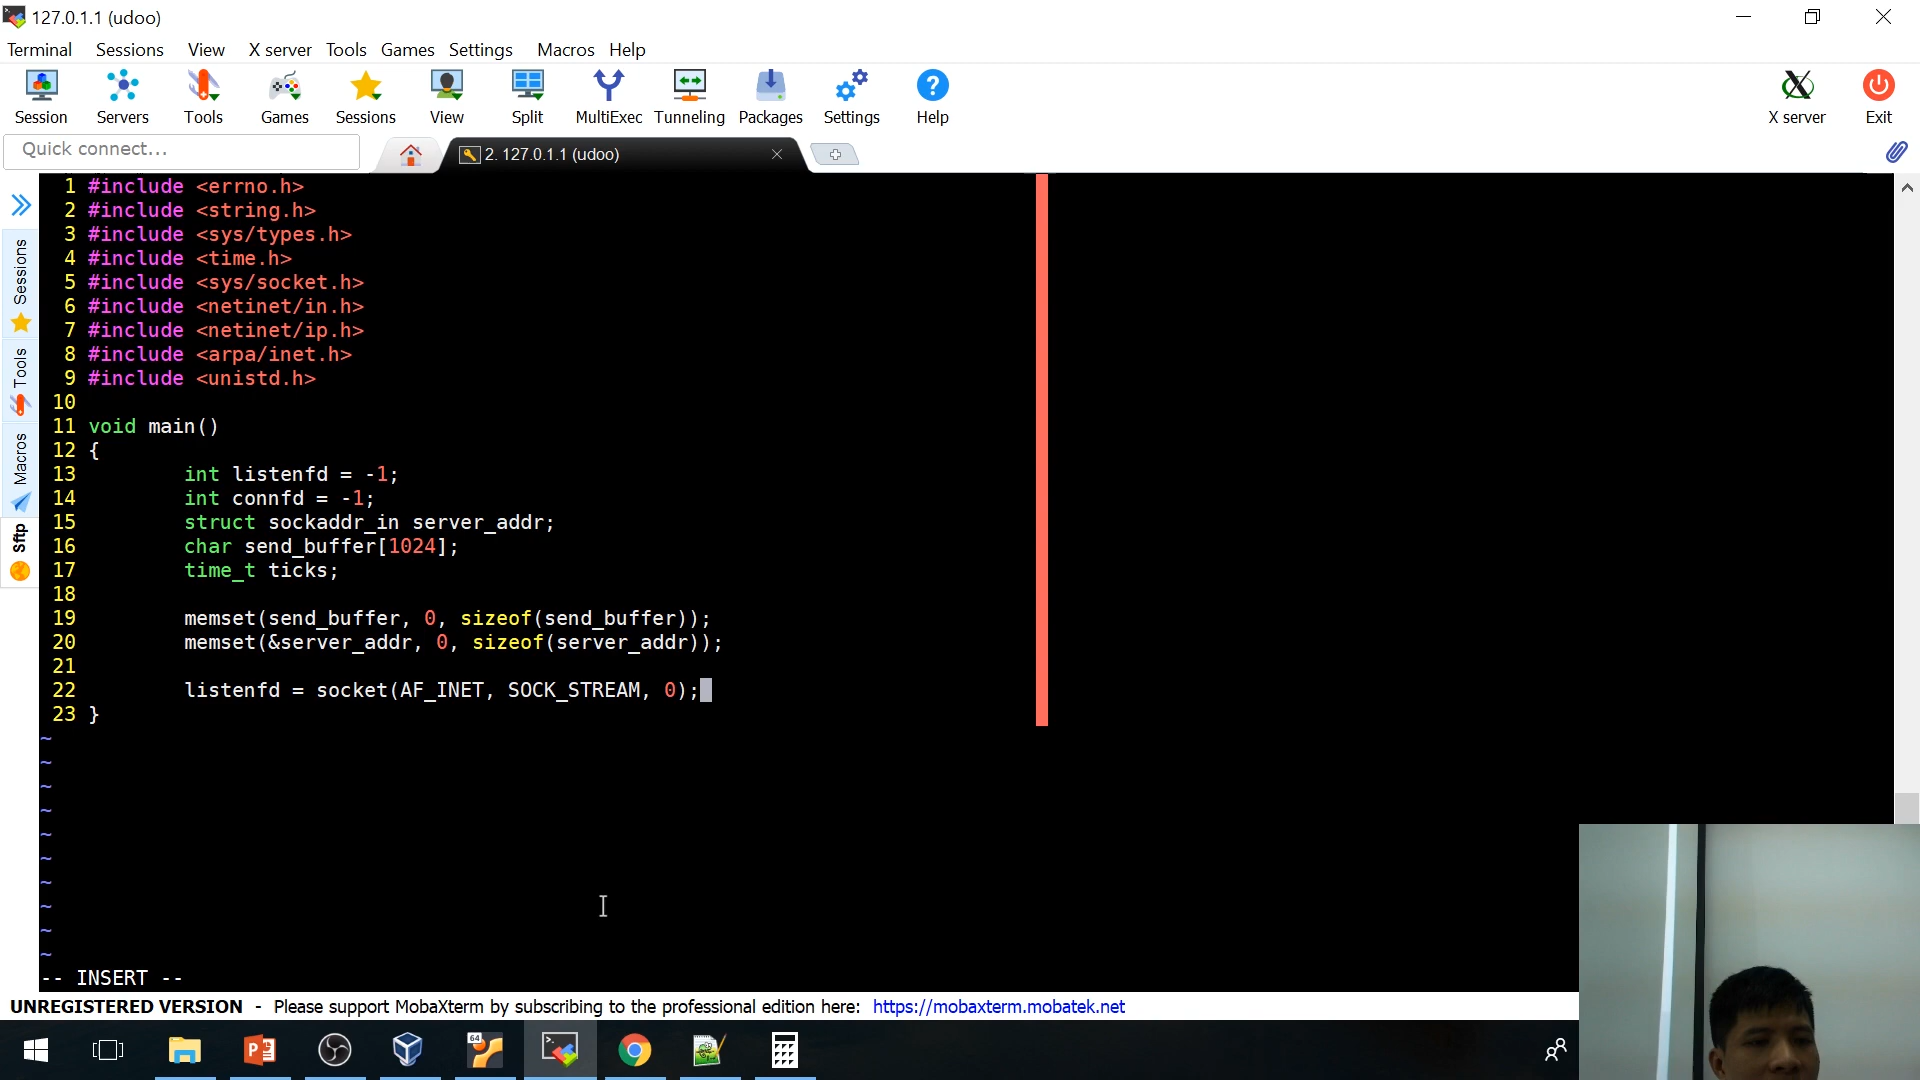 127.0.1.1 (udoo)
Terminal Sessions View X server Tools Games Settings Macros Help
Session Servers Tools Games Sessions View Split MultiExec Tunneling Packages Settings Help X server Exit
Quick connect...
2. 127.0.1.1 (udoo)
Sessions
Tools
Macros
Sftp
1 #include <errno.h>
2 #include <string.h>
3 #include <sys/types.h>
4 #include <time.h>
5 #include <sys/socket.h>
6 #include <netinet/in.h>
7 #include <netinet/ip.h>
8 #include <arpa/inet.h>
9 #include <unistd.h>
10
11 void main()
12 {
13         int listenfd = -1;
14         int connfd = -1;
15         struct sockaddr_in server_addr;
16         char send_buffer[1024];
17         time_t ticks;
18
19         memset(send_buffer, 0, sizeof(send_buffer));
20         memset(&server_addr, 0, sizeof(server_addr));
21
22         listenfd = socket(AF_INET, SOCK_STREAM, 0);
23 }
~
~
~
~
~
~
~
~
~
~
-- INSERT --
UNREGISTERED VERSION - Please support MobaXterm by subscribing to the professional edition here: https://mobaxterm.mobatek.net
64